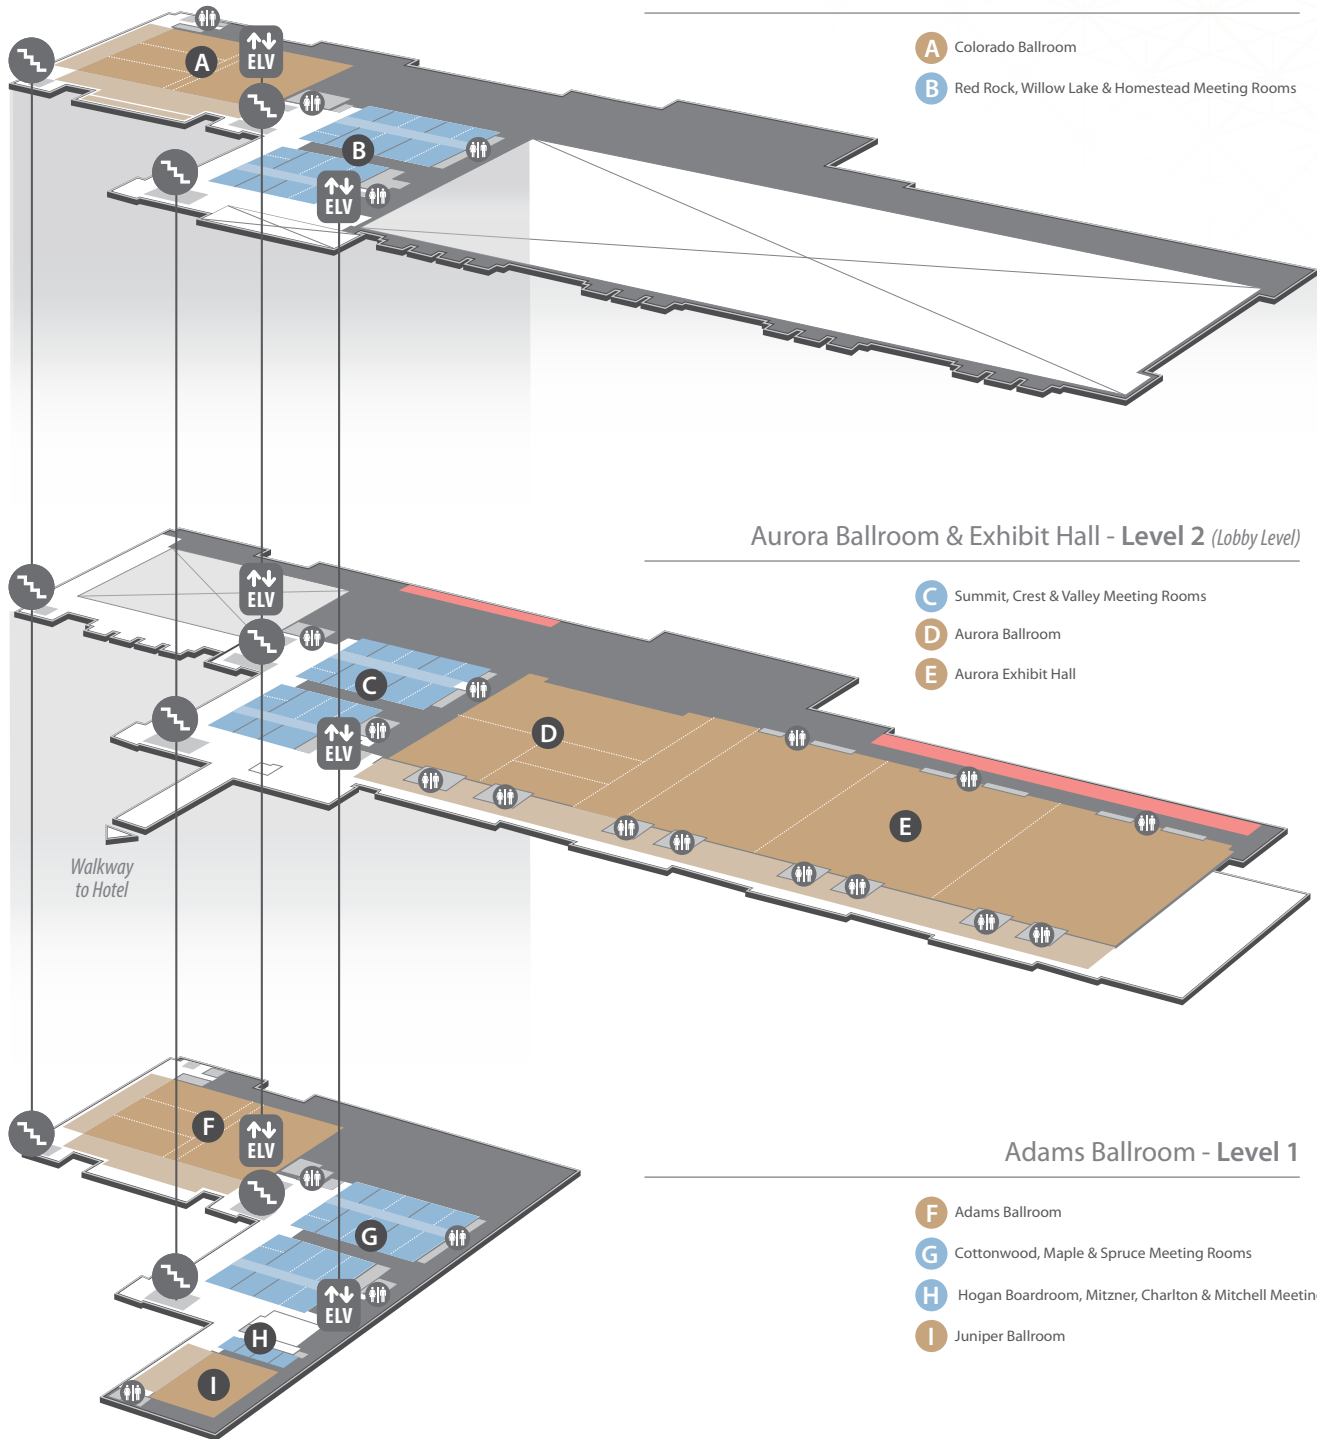 A
ELV
B
ELV
A Colorado Ballroom
B Red Rock, Willow Lake & Homestead Meeting Rooms
Aurora Ballroom & Exhibit Hall - Level 2 (Lobby Level)
ELV
C
ELV
D
E
C Summit, Crest & Valley Meeting Rooms
D Aurora Ballroom
E Aurora Exhibit Hall
Walkway
to Hotel
F
ELV
G
ELV
H
I
Adams Ballroom - Level 1
F Adams Ballroom
G Cottonwood, Maple & Spruce Meeting Rooms
H Hogan Boardroom, Mitzner, Charlton & Mitchell Meetin
I Juniper Ballroom